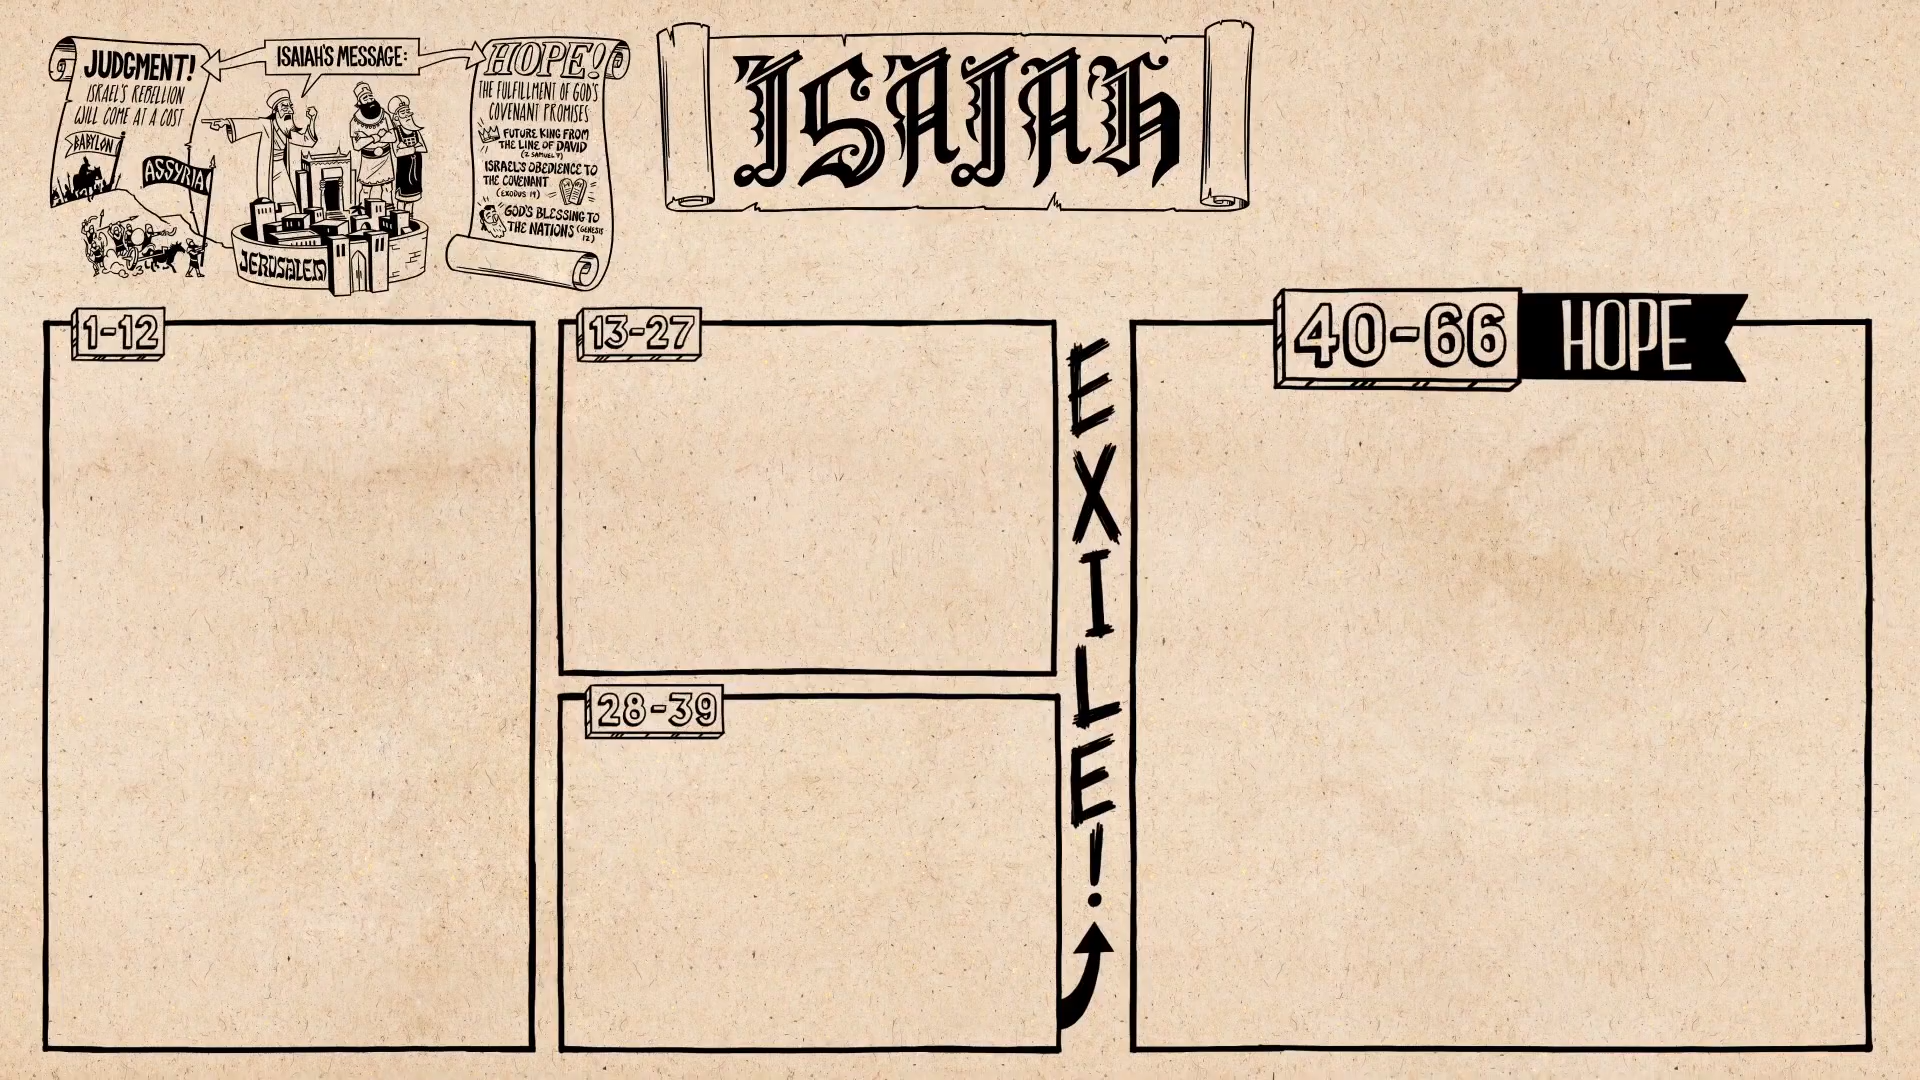 JUDGMENT!
ISRAEL'S REBELLION
WILL COME AT A COST
BABYLON
ASSYRIA
ISAIAH'S MESSAGE:
JERUSALEM
HOPE!
THE FULFILLMENT OF GOD'S
COVENANT PROMISES
FUTURE KING FROM
THE LINE OF DAVID
(2 SAMUEL 7)
ISRAEL'S OBEDIENCE TO
THE COVENANT
(EXODUS 19)
GOD'S BLESSING TO
THE NATIONS (GENESIS
12)
ISAIAH
1-12
13-27
28-39
EXILE!
40-66 HOPE